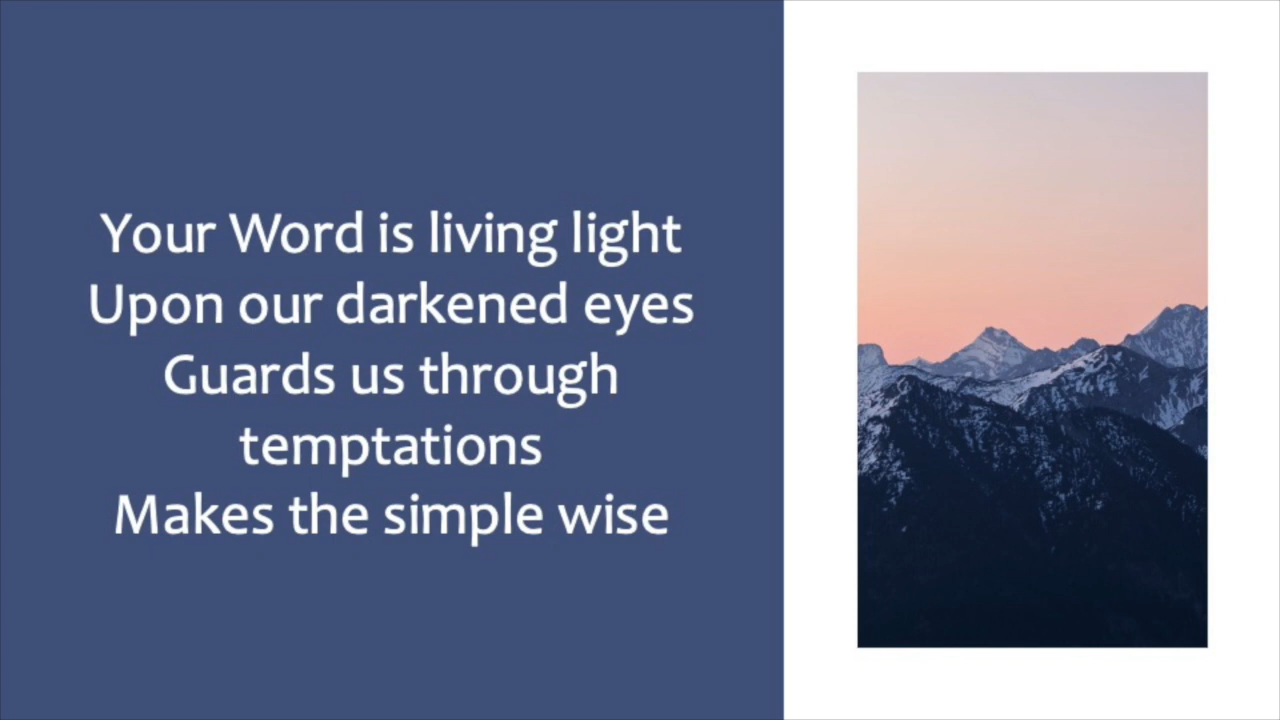 Your Word is living light
Upon our darkened eyes
Guards us through
temptations
Makes the simple wise